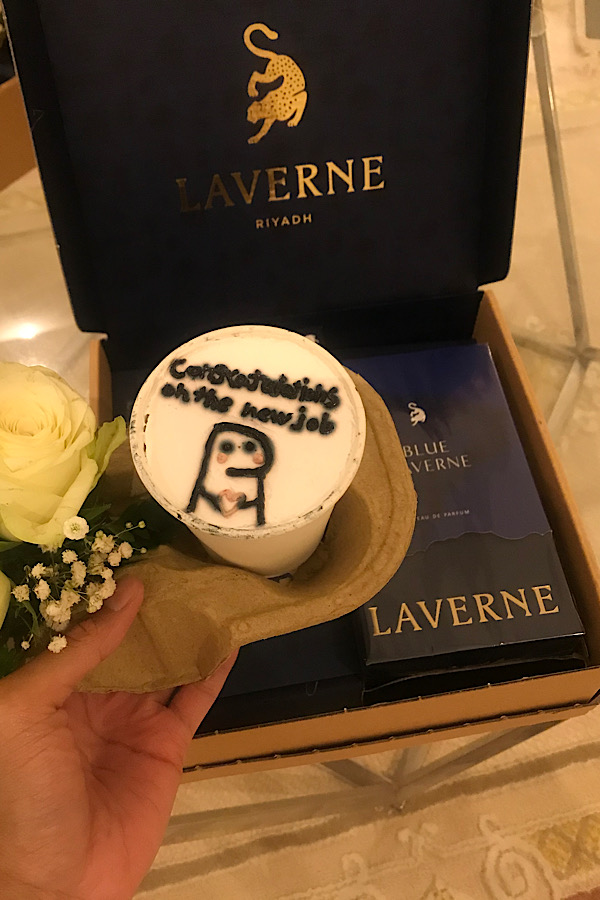 LAVERNE
RIYADH
Congratulations
on the new job
BLUE
LAVERNE
EAU DE PARFUM
LAVERNE